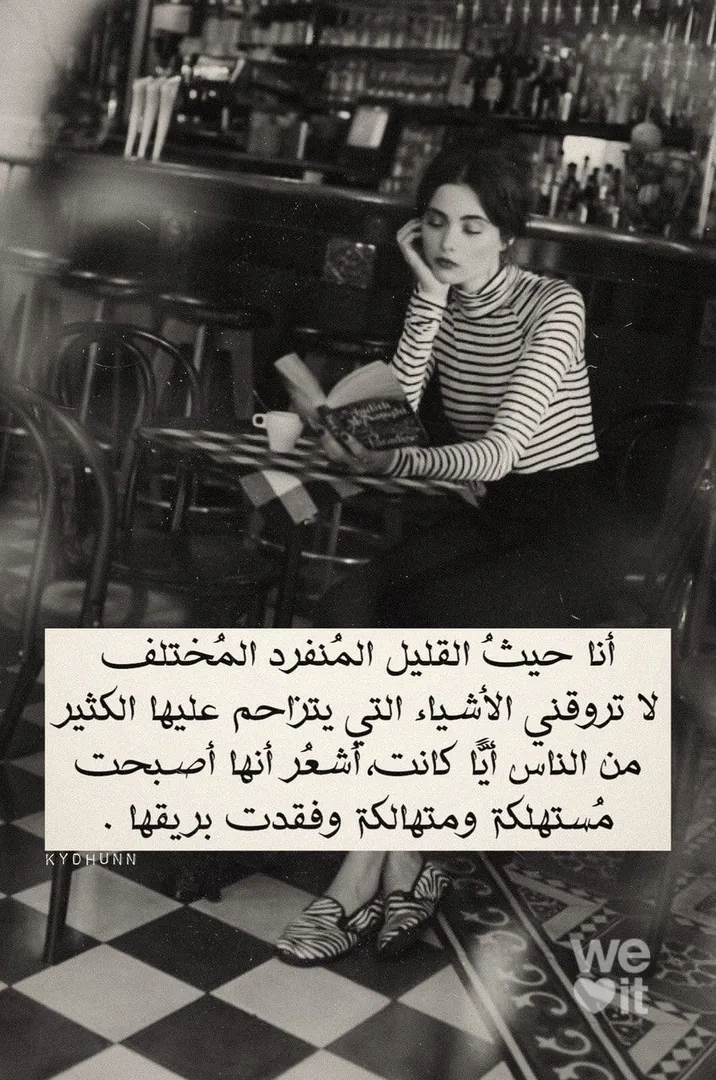 أنا حيثُ القليل المُنفرد المُختلف
لا تروقني الأشياء التي يتزاحم عليها الكثير
من الناس أيًّا كانت، أشعُر أنها أصبحت
مُستهلكة ومتهالكة وفقدت بريقها .
KYDHUNN
we
it